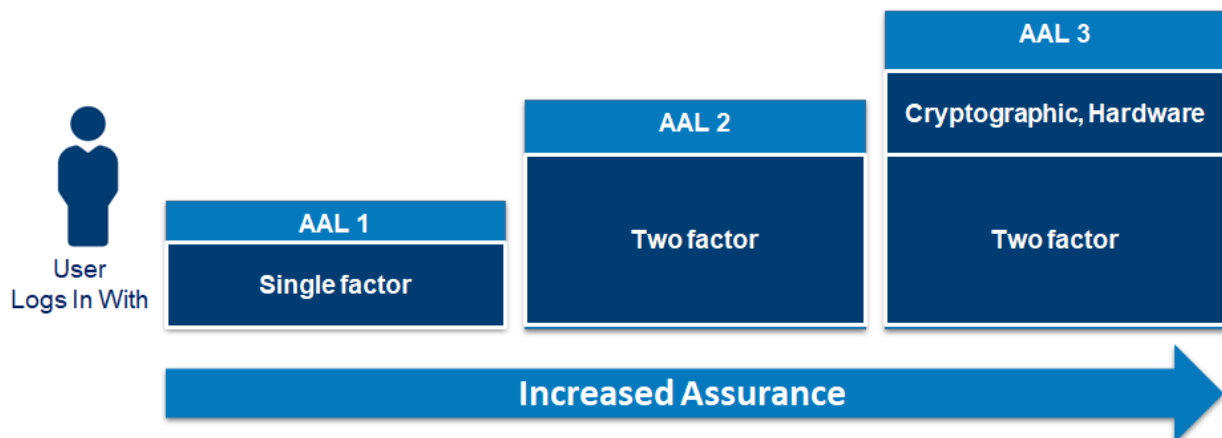 User
Logs In With
AAL 1
Single factor
AAL 2
Two factor
AAL 3
Cryptographic, Hardware
Two factor
Increased Assurance